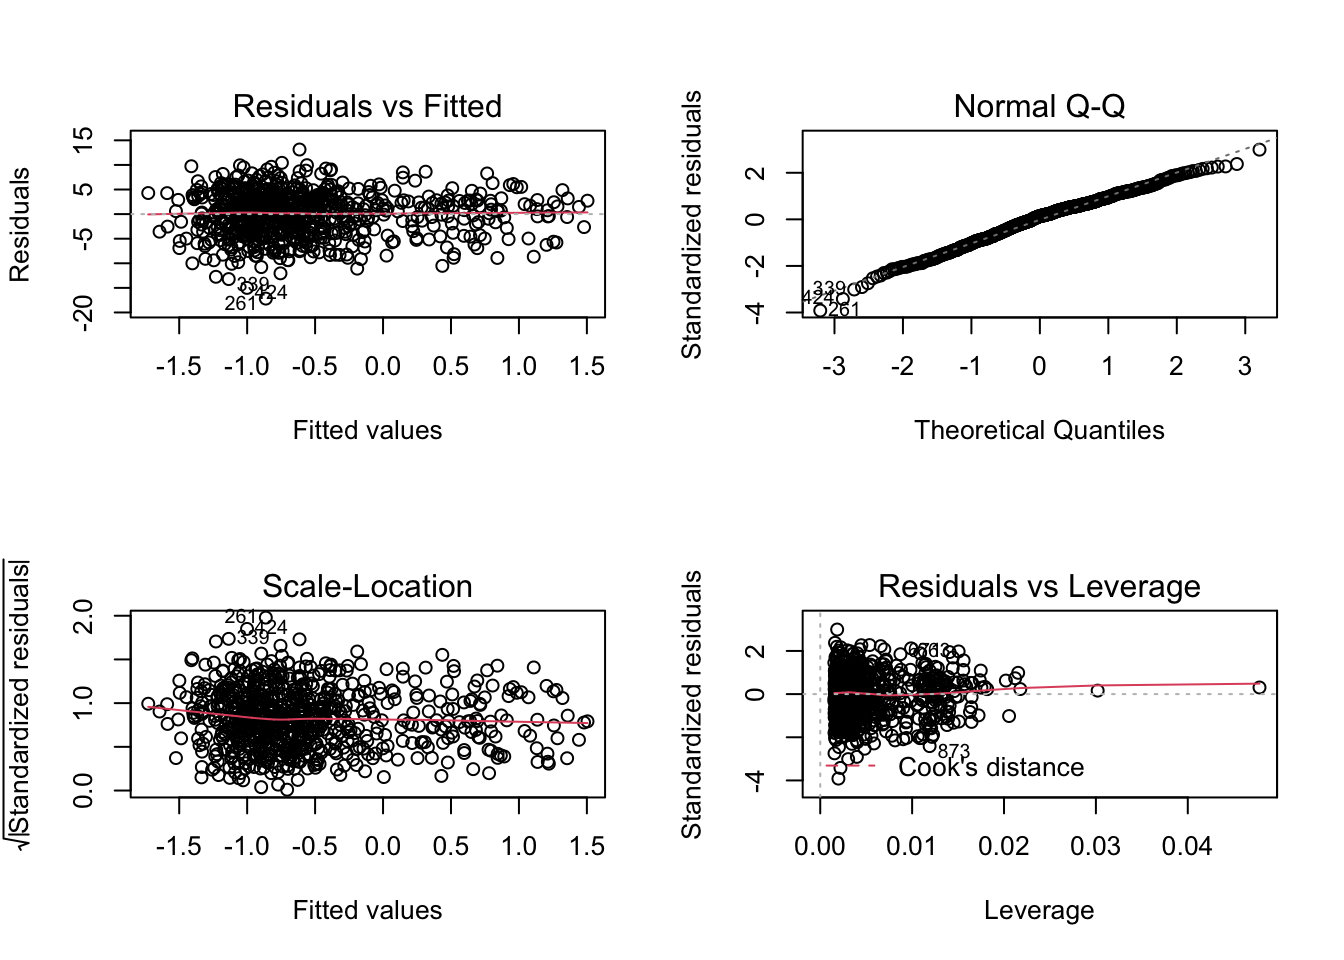 Residuals vs Fitted
Residuals
15
5
-5
-20
339
424
261
-1.5 -1.0 -0.5 0.0 0.5 1.0 1.5
Fitted values
Normal Q-Q
Standardized residuals
2
0
-2
-4
339
424
261
-3 -2 -1 0 1 2 3
Theoretical Quantiles
Scale-Location
√|Standardized residuals|
2.0
1.0
0.0
261
424
339
-1.5 -1.0 -0.5 0.0 0.5 1.0 1.5
Fitted values
Residuals vs Leverage
Standardized residuals
2
0
-2
-4
873
Cook's distance
0.00 0.01 0.02 0.03 0.04
Leverage